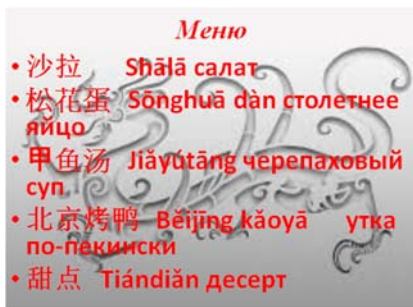 Меню
• 沙拉 Shālā салат
• 松花蛋 Sōnghuā dàn столетнее
яйцо
• 甲鱼汤 Jiǎyútāng черепаховый
суп
• 北京烤鸭 Běijīng kǎoyā утка
по-пекински
• 甜点 Tiándiǎn десерт